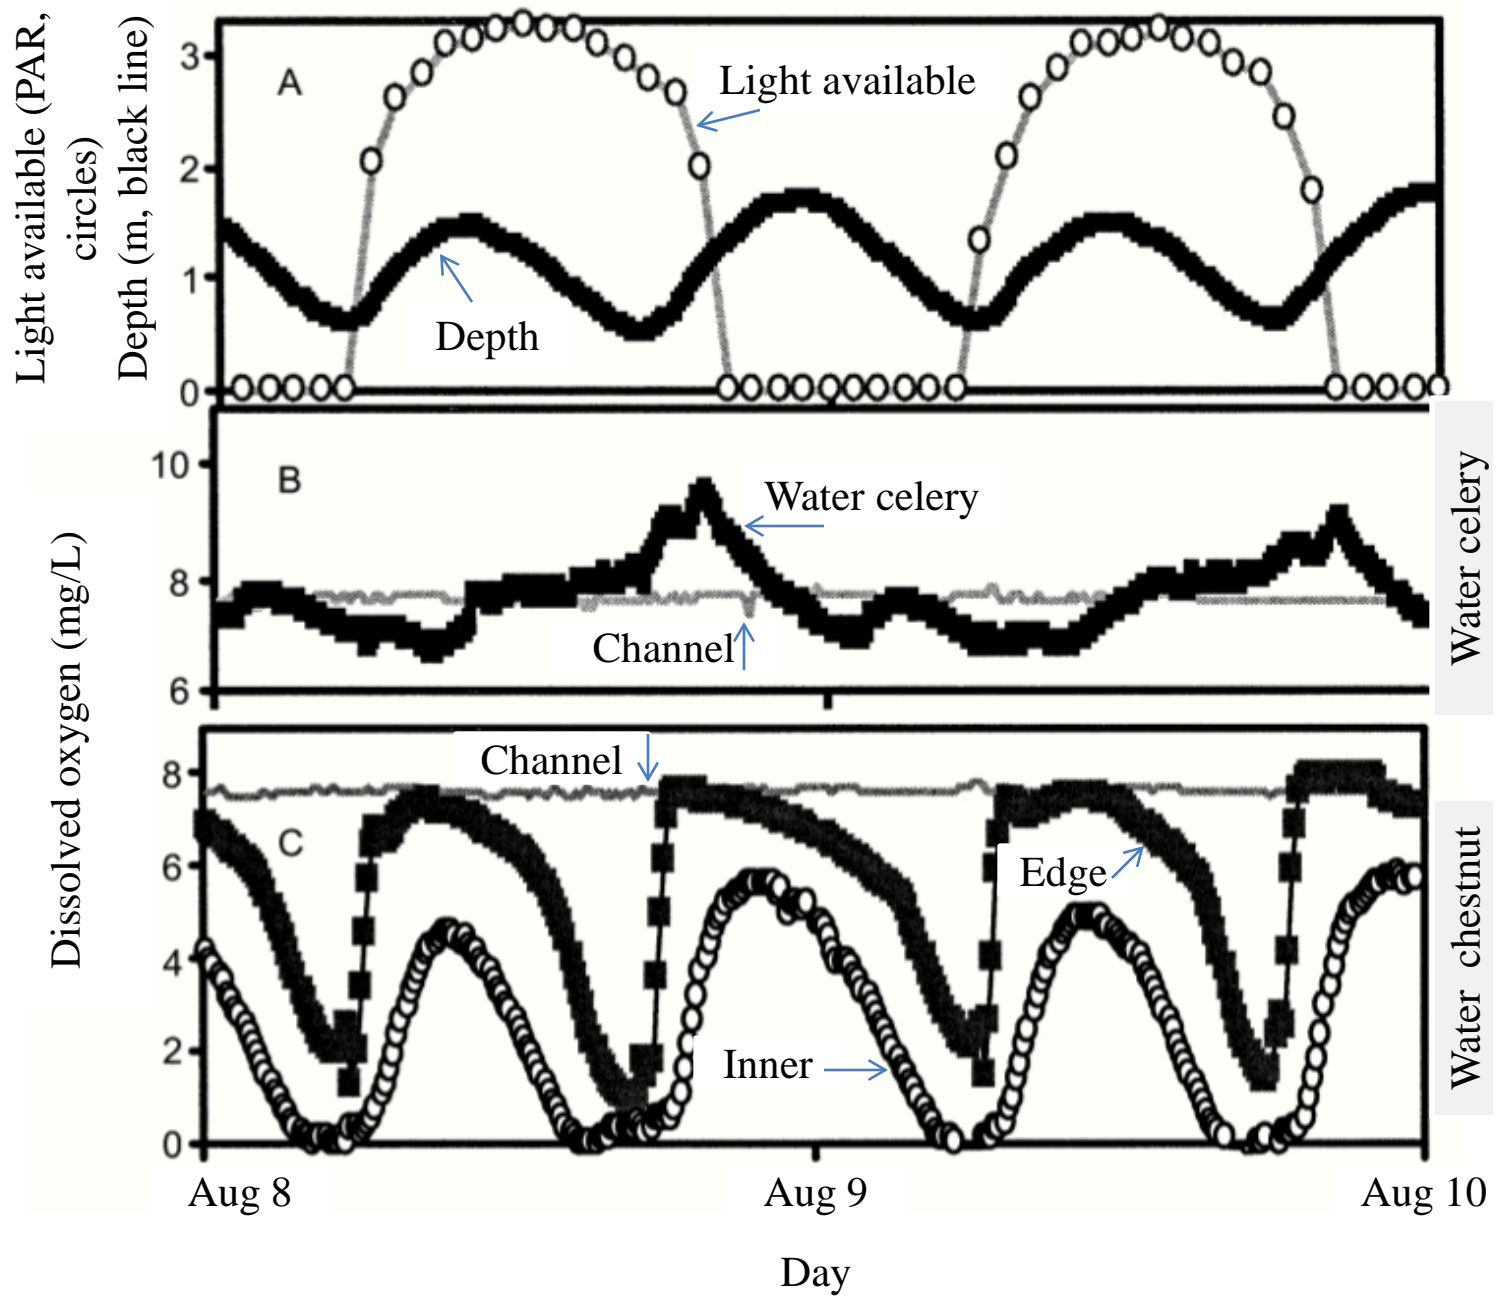 Light available (PAR,
circles)
Depth (m, black line)
3
2
1
0
A
Light available
Depth
Dissolved oxygen (mg/L)
10
8
6
B
Water celery
Channel
Water celery
8
6
4
2
0
C
Channel
Edge
Inner
Water chestnut
Aug 8
Aug 9
Aug 10
Day